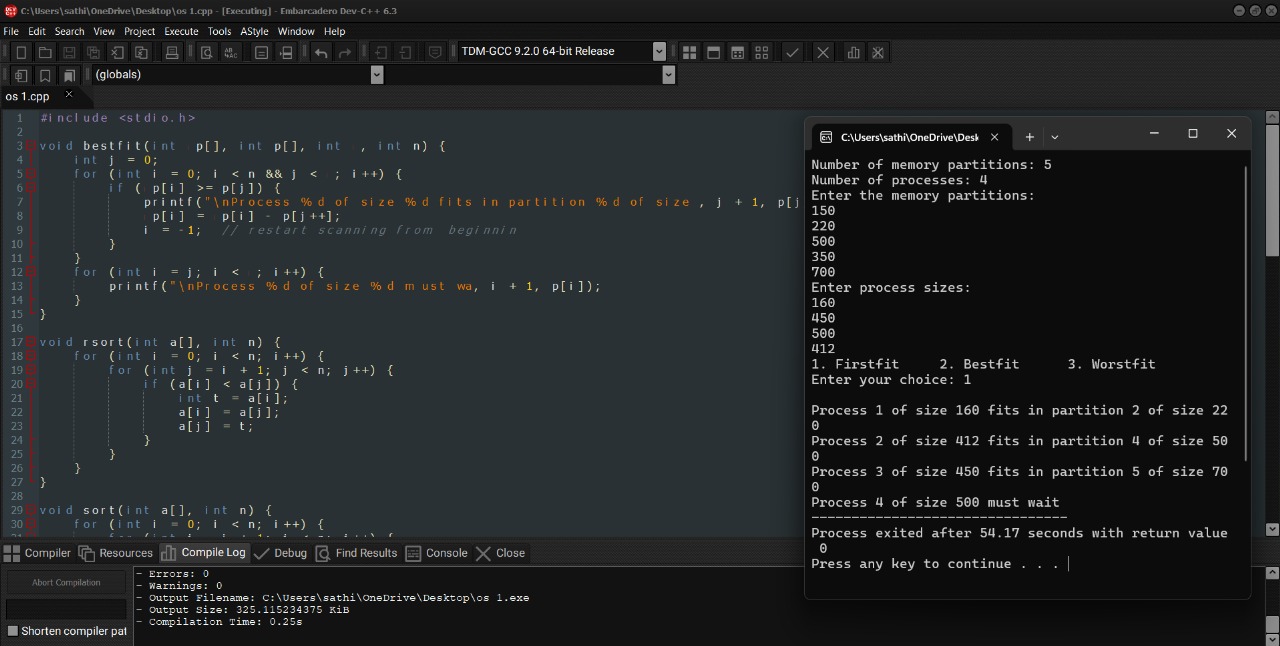 C:\Users\sathi\OneDrive\Desktop\os 1.cpp - [Executing] - Embarcadero Dev-C++ 6.3
File Edit Search View Project Execute Tools AStyle Window Help
TDM-GCC 9.2.0 64-bit Release
(globals)
os 1.cpp
1 #include <stdio.h>
2
3 void bestfit(int p[], int p[], int , int n) {
4 int j = 0;
5 for (int i = 0; i < n && j < ; i++) {
6 if ( p[i] >= p[j]) {
7 printf("\nProcess %d of size %d fits in partition %d of size , j + 1, p[j
8 p[i] = p[i] - p[j++];
9 i = -1; // restart scanning from beginnin
10 }
11 }
12 for (int i = j; i < ; i++) {
13 printf("\nProcess %d of size %d must wa, i + 1, p[i]);
14 }
15 }
16
17 void rsort(int a[], int n) {
18 for (int i = 0; i < n; i++) {
19 for (int j = i + 1; j < n; j++) {
20 if (a[i] < a[j]) {
21 int t = a[i];
22 a[i] = a[j];
23 a[j] = t;
24 }
25 }
26 }
27 }
28
29 void sort(int a[], int n) {
30 for (int i = 0; i < n; i++) {
C:\Users\sathi\OneDrive\Desk
Number of memory partitions: 5
Number of processes: 4
Enter the memory partitions:
150
220
500
350
700
Enter process sizes:
160
450
500
412
1. Firstfit 2. Bestfit 3. Worstfit
Enter your choice: 1
Process 1 of size 160 fits in partition 2 of size 22
0
Process 2 of size 412 fits in partition 4 of size 50
0
Process 3 of size 450 fits in partition 5 of size 70
0
Process 4 of size 500 must wait
--------------------------------
Process exited after 54.17 seconds with return value
0
Press any key to continue . . .
Compiler Resources Compile Log Debug Find Results Console Close
Abort Compilation
Shorten compiler pat
- Errors: 0
- Warnings: 0
- Output Filename: C:\Users\sathi\OneDrive\Desktop\os 1.exe
- Output Size: 325.115234375 KiB
- Compilation Time: 0.25s